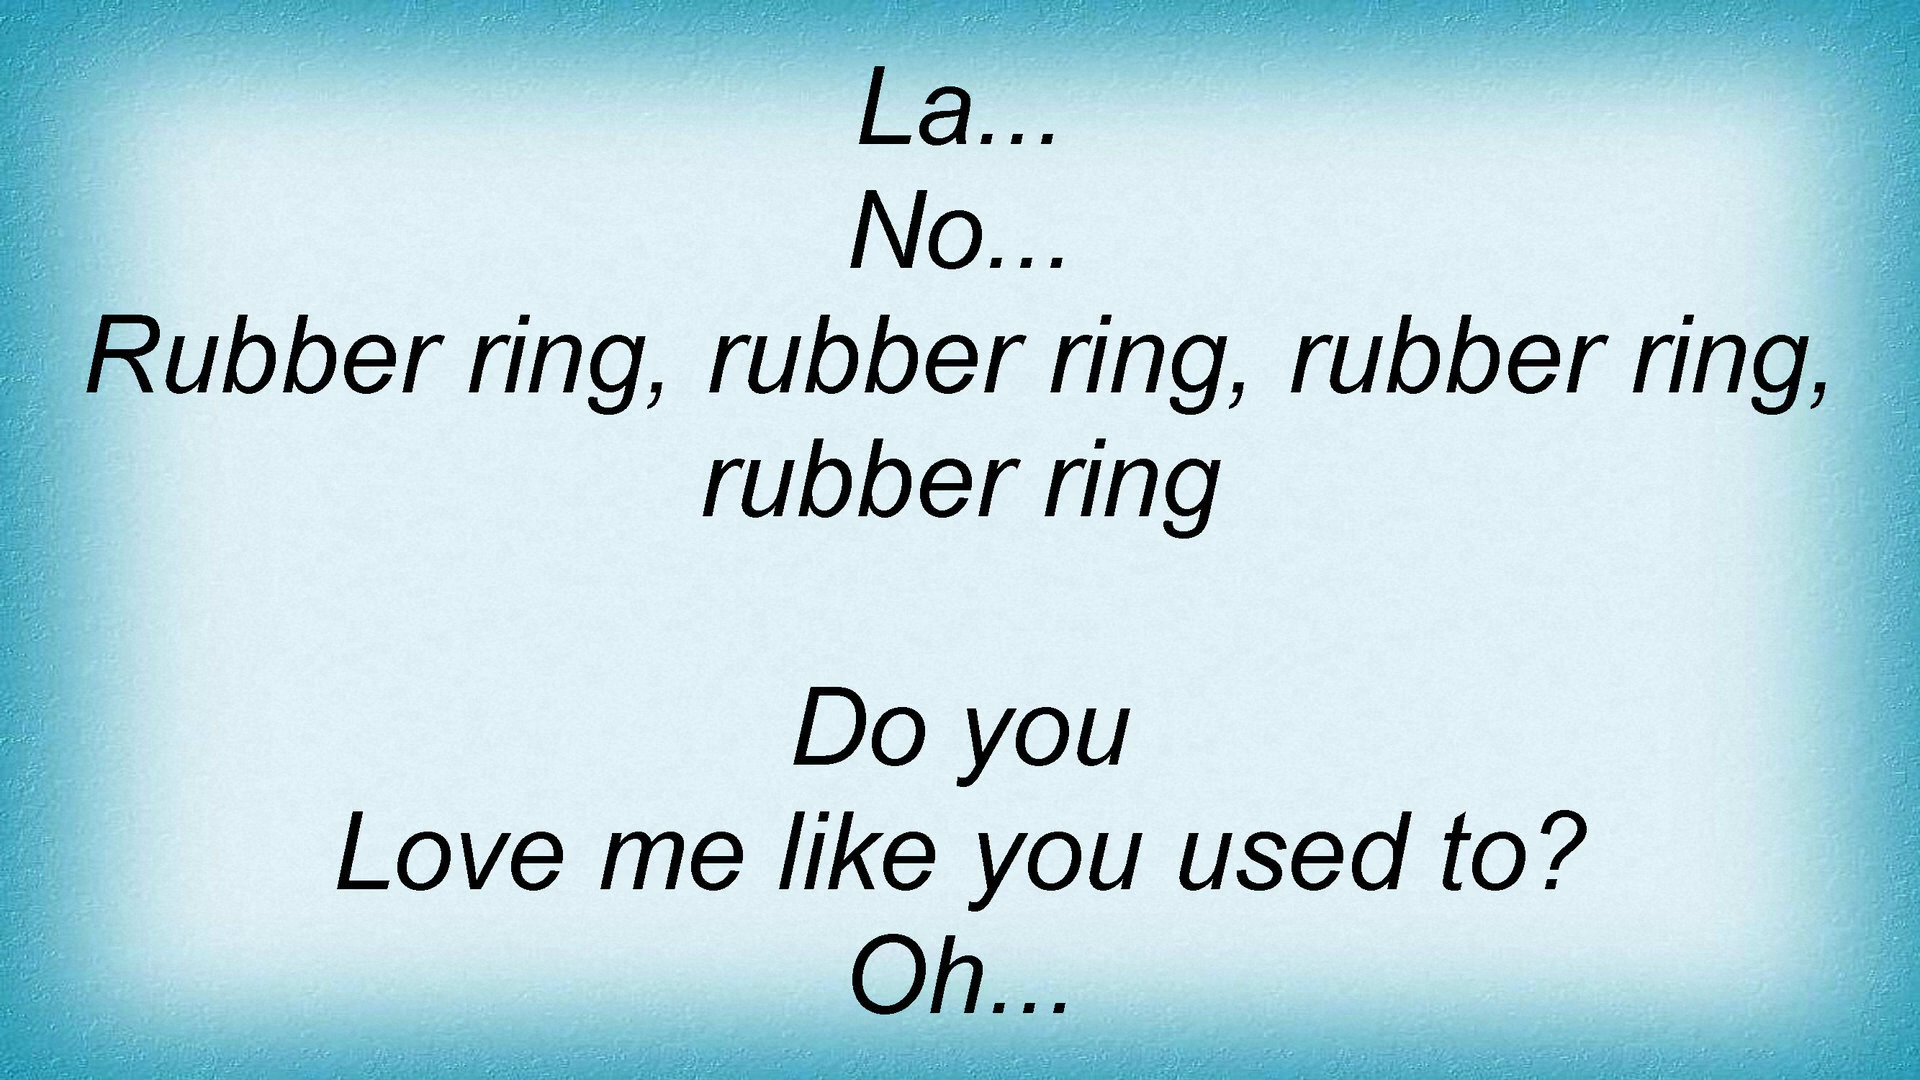 La...
No...
Rubber ring, rubber ring, rubber ring,
rubber ring
Do you
Love me like you used to?
Oh...